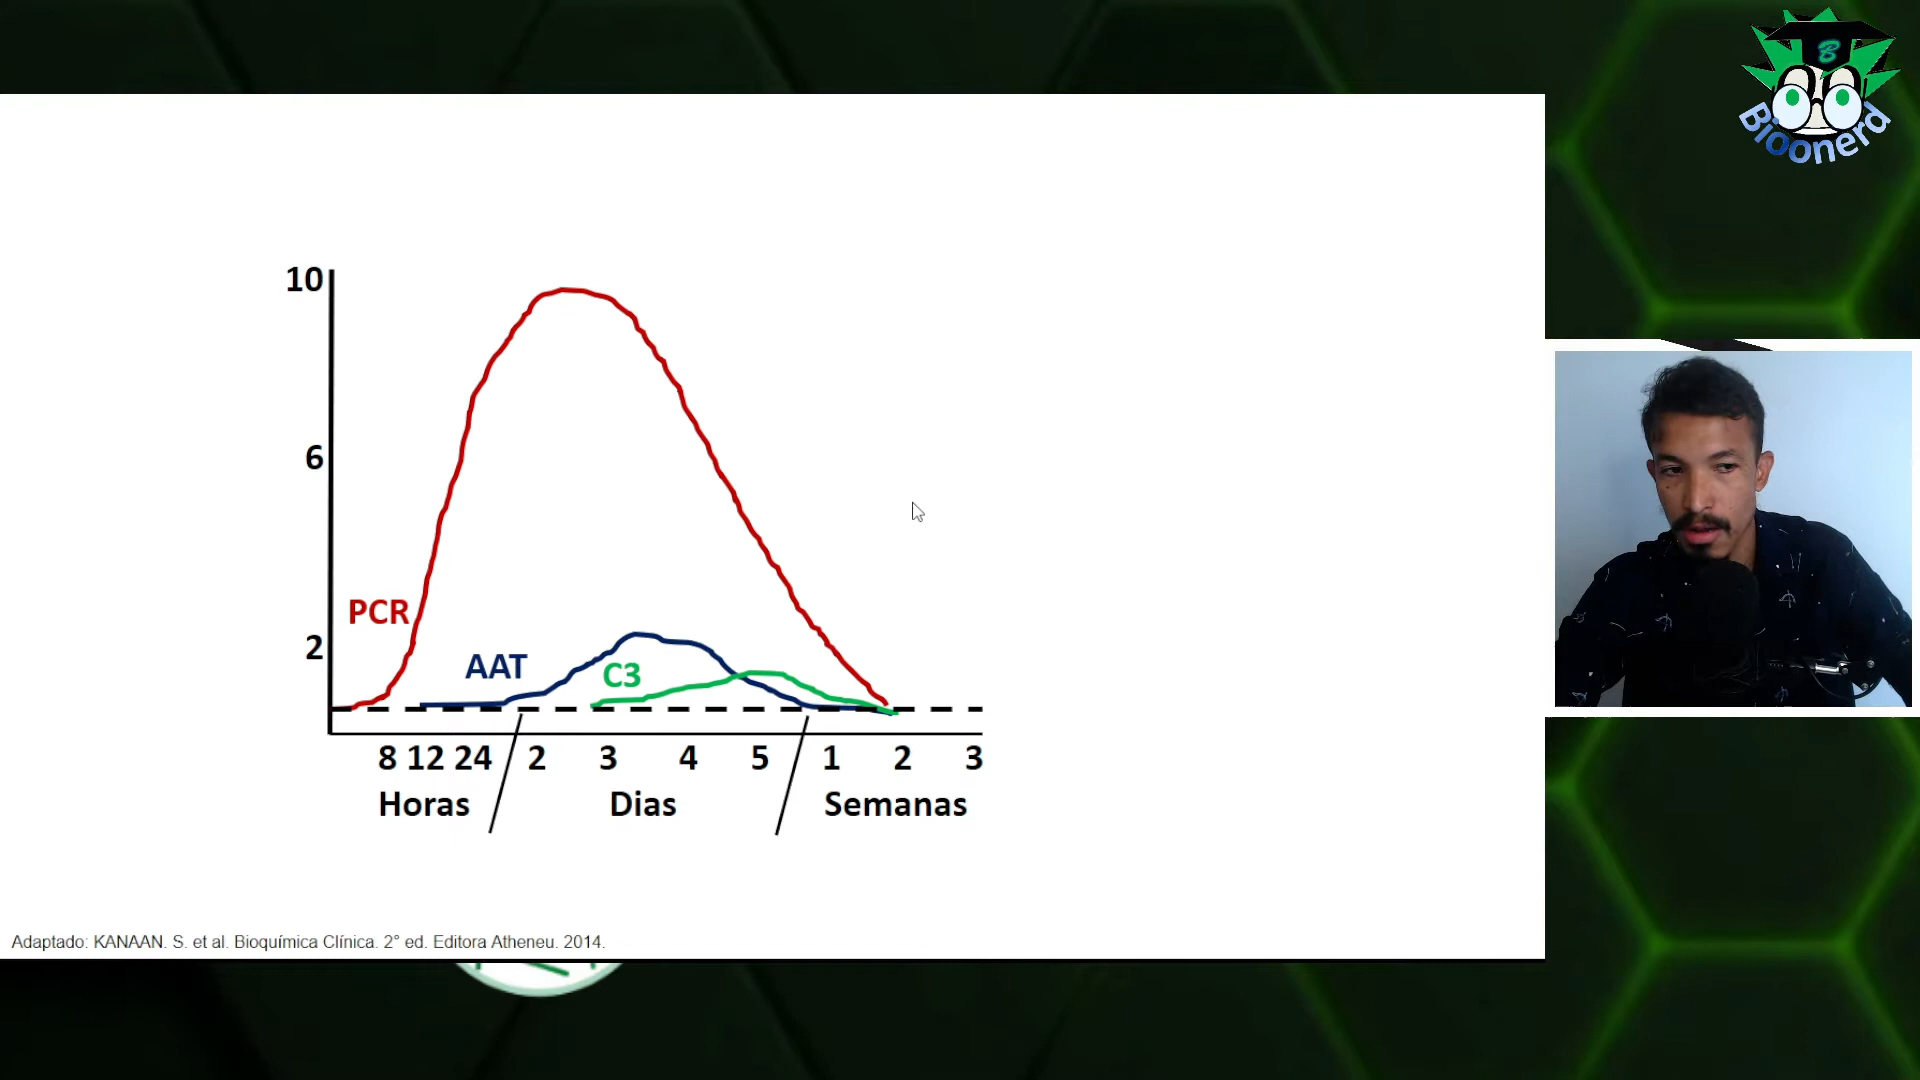 B
Bioonerd
10
6
2
PCR
AAT
C3
8 12 24 2 3 4 5 1 2 3
Horas Dias Semanas
Adaptado: KANAAN. S. et al. Bioquímica Clínica. 2° ed. Editora Atheneu. 2014.